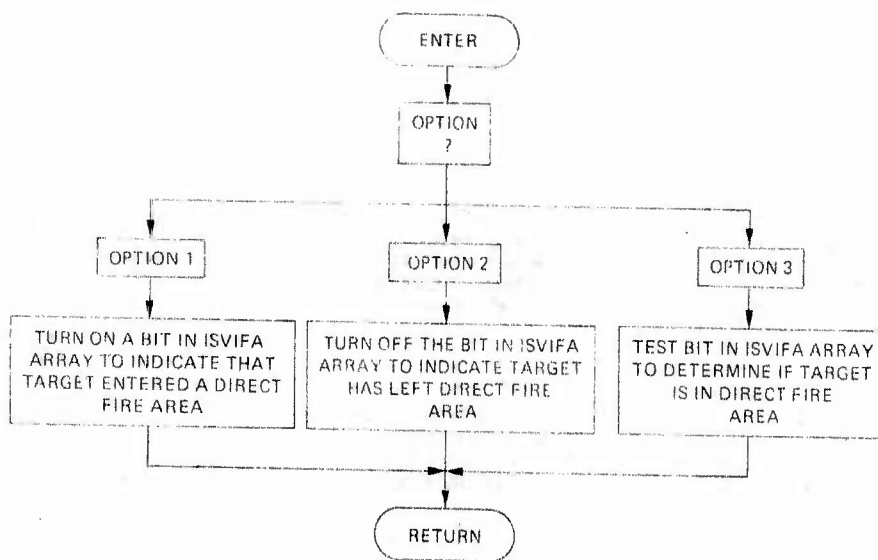 ENTER
OPTION
?
OPTION 1
OPTION 2
OPTION 3
TURN ON A BIT IN ISVIFA
ARRAY TO INDICATE THAT
TARGET ENTERED A DIRECT
FIRE AREA
TURN OFF THE BIT IN ISVIFA
ARRAY TO INDICATE TARGET
HAS LEFT DIRECT FIRE
AREA
TEST BIT IN ISVIFA ARRAY
TO DETERMINE IF TARGET
IS IN DIRECT FIRE
AREA
RETURN